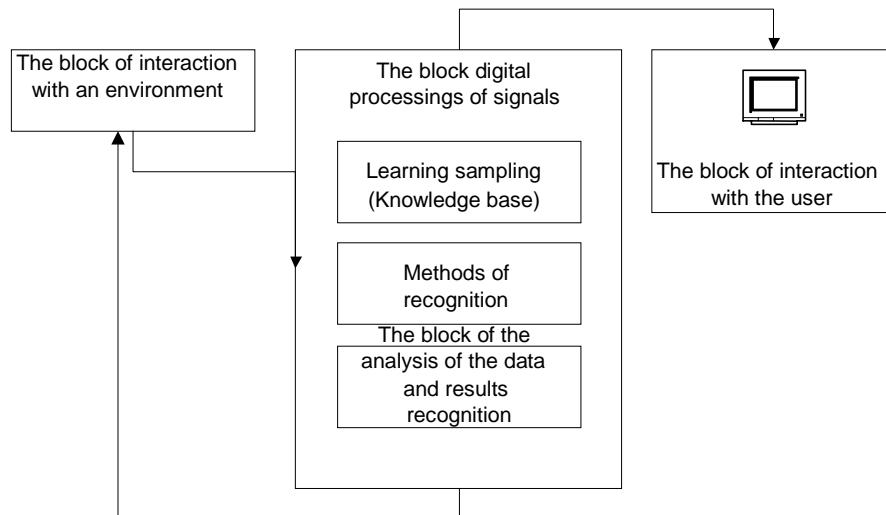 The block of interaction
with an environment
The block digital
processings of signals
Learning sampling
(Knowledge base)
Methods of
recognition
The block of the
analysis of the data
and results
recognition
The block of interaction
with the user